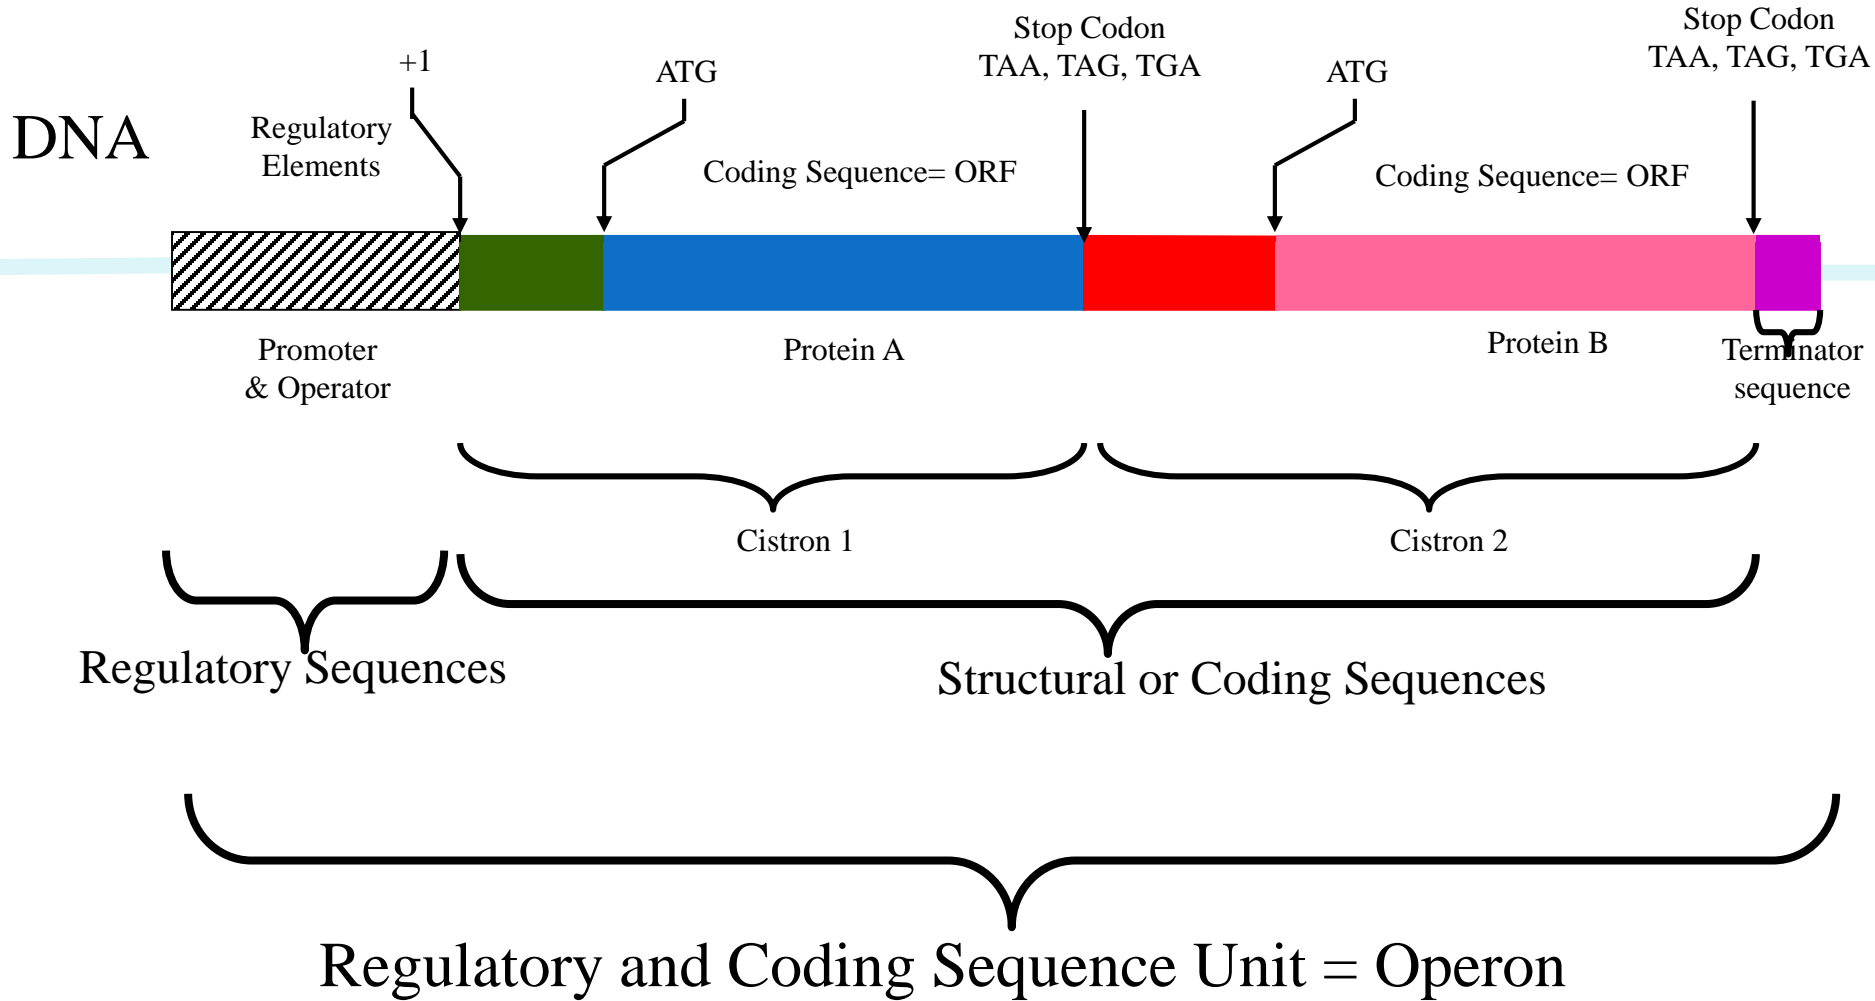 DNA
+1
Regulatory
Elements
ATG
Coding Sequence= ORF
Stop Codon
TAA, TAG, TGA
ATG
Coding Sequence= ORF
Stop Codon
TAA, TAG, TGA
Promoter
& Operator
Protein A
Protein B
Terminator
sequence
Cistron 1
Cistron 2
Regulatory Sequences
Structural or Coding Sequences
Regulatory and Coding Sequence Unit = Operon